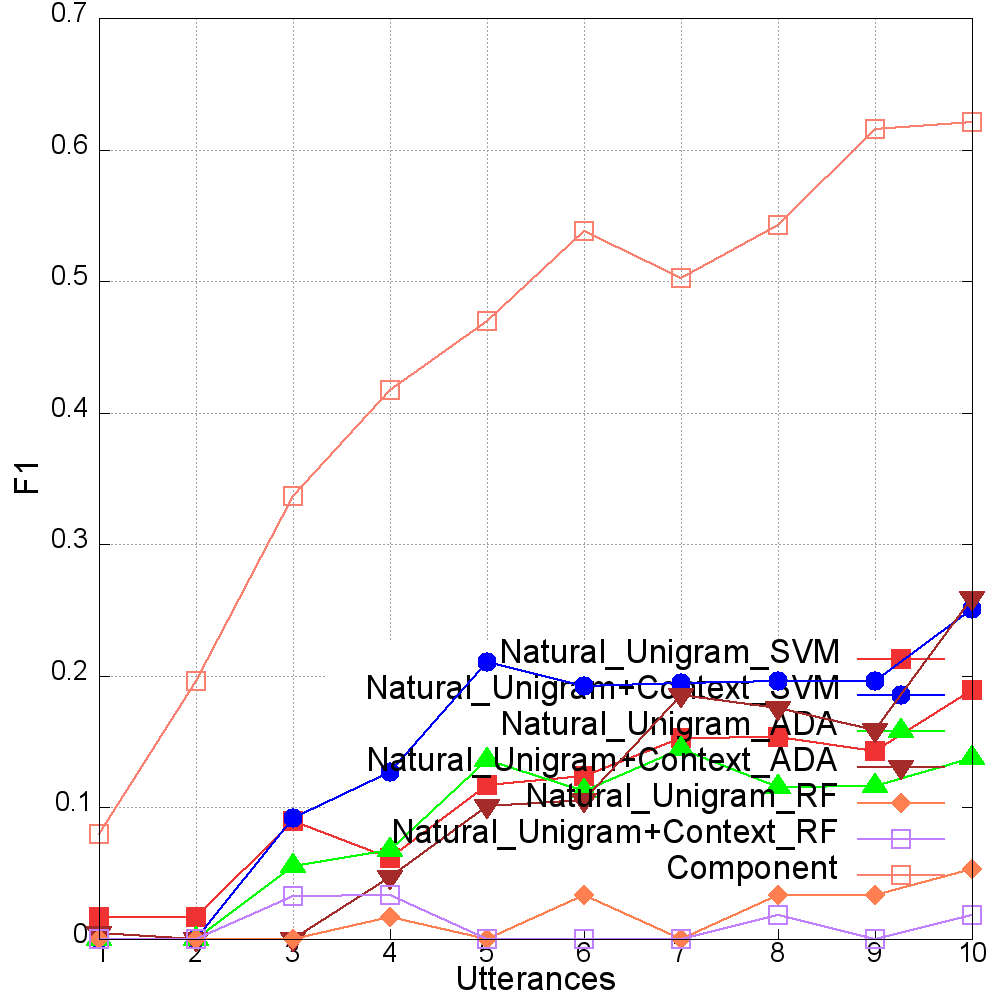 0.7
0.6
0.5
0.4
0.3
0.2
0.1
0
F1
Natural_Unigram_SVM
Natural_Unigram+Context_SVM
Natural_Unigram_ADA
Natural_Unigram+Context_ADA
Natural_Unigram_RF
Natural_Unigram+Context_RF
Component
1 2 3 4 5 6 7 8 9 10
Utterances